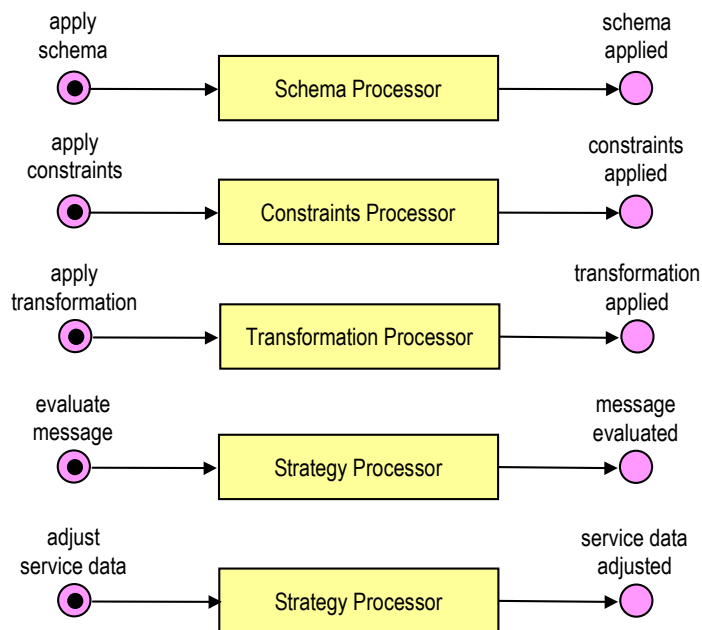 apply
schema
Schema Processor
schema
applied
apply
constraints
Constraints Processor
constraints
applied
apply
transformation
Transformation Processor
transformation
applied
evaluate
message
Strategy Processor
message
evaluated
adjust
service data
Strategy Processor
service data
adjusted